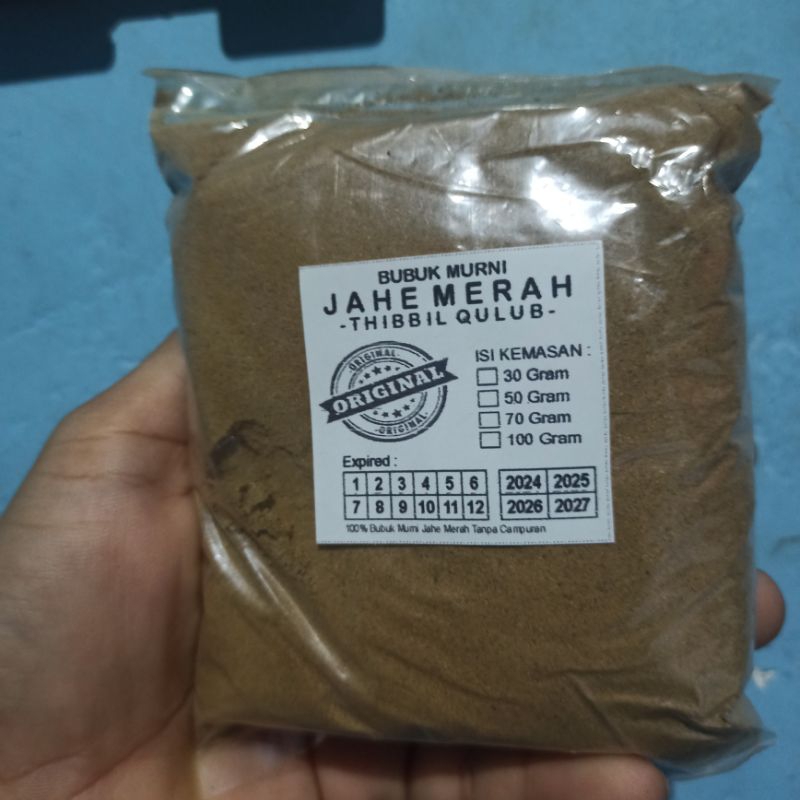 BUBUK MURNI
JAHE MERAH
-THIBBIL QULUB-
ORIGINAL
ORIGINAL
-ORIGINAL-
ISI KEMASAN :
30 Gram
50 Gram
70 Gram
100 Gram
Expired :
1 2 3 4 5 6 2024 2025
7 8 9 10 11 12 2026 2027
100% Bubuk Murni Jahe Merah Tanpa Campuran